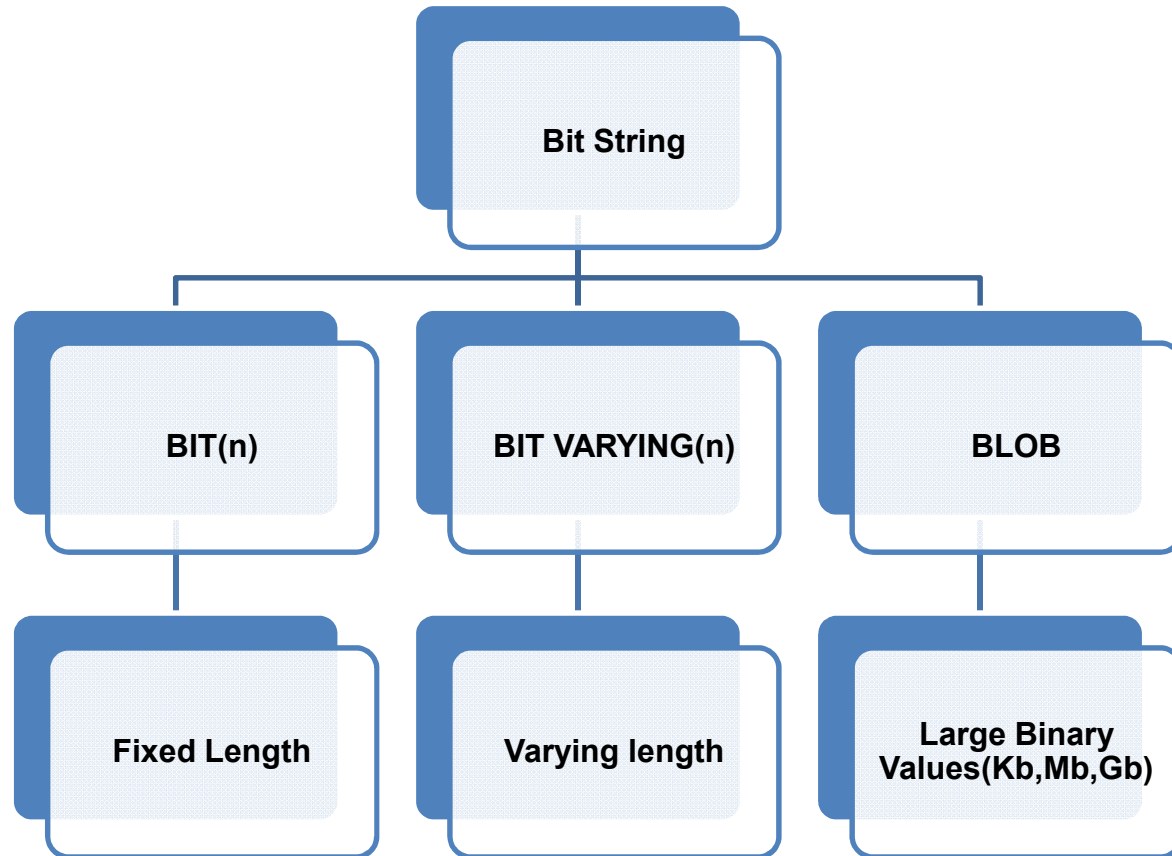 Bit String
BIT(n)
BIT VARYING(n)
BLOB
Fixed Length
Varying length
Large Binary
Values(Kb,Mb,Gb)